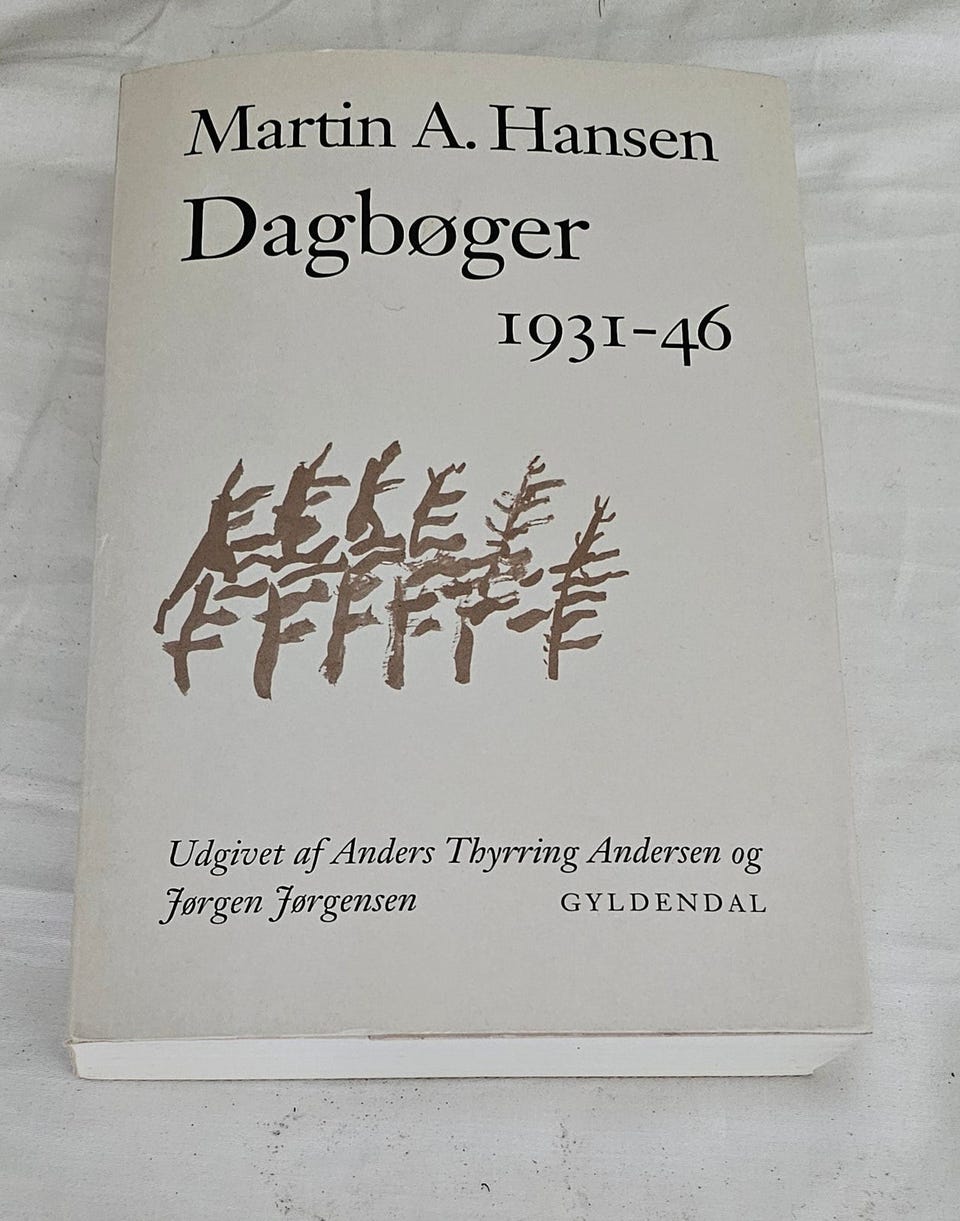 Martin A. Hansen
Dagbøger
1931-46
Udgivet af Anders Thyrring Andersen og
Jørgen Jørgensen GYLDENDAL